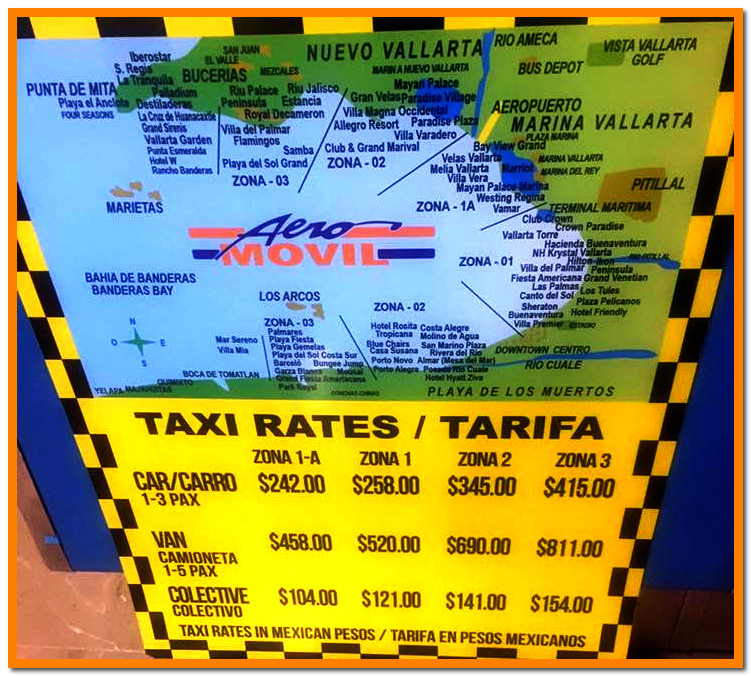 NUEVO VALLARTA
RIO AMECA
VISTA VALLARTA
GOLF
BUS DEPOT
AEROPUERTO
MARINA VALLARTA
PLAZA MARINA
MARINA VALLARTA
MARINA DEL REY
PITILLAL
TERMINAL MARITIMA
Iberostar
S. Regis
La Tranquila
Palladium
PUNTA DE MITA
Playa el Anclote
FOUR SEASONS
Destiladeras
SAN JUAN
EL VALLE
BUCERIAS
MEZCALES
La Cruz de Huanacaxtle
Grand Sirenis
Vallarta Garden
Punta Esmeralda
Hotel W
Rancho Banderas
Riu Palace
Riu Jalisco
Peninsula
Estancia
Royal Decameron
Villa del Palmar
Flamingos
Samba
Playa del Sol Grand
ZONA - 03
MARIN A NUEVO VALLARTA
Mayan Palace
Gran Velas
Paradise Village
Villa Magna
Occidental
Allegro Resort
Paradise Plaza
Villa Varadero
Club & Grand Marival
ZONA - 02
Bay View Grand
Velas Vallarta
Melia Vallarta
Marriott
Villa Vera
Mayan Palace Marina
Westing Regina
Vamar
ZONA - 1A
Club Crown
Crown Paradise
Vallarta Torre
Hacienda Buenaventura
NH Krystal Vallarta
Hilton
RIO PITILLAL
Villa del Palmar
Peninsula
Fiesta Americana
Grand Venetian
Las Palmas
Los Tules
Canto del Sol
Plaza Pelicanos
Sheraton
Hotel Friendly
Buenaventura
Villa Premier
ESTADIO
ZONA - 01
MARIETAS
Aero
MOVIL
BAHIA DE BANDERAS
BANDERAS BAY
N
O
E
S
LOS ARCOS
ZONA - 02
Hotel Rosita
Costa Alegre
Tropicana
Molino de Agua
Blue Chairs
San Marino Plaza
Casa Susana
Rivera del Rio
Porto Novo
Almar (Mesa del Mar)
Porto Alegre
Posada Rio Cuale
Hotel Hyatt Ziva
ZONA - 03
Palmares
Playa Fiesta
Playa Gemelas
Playa del Sol Costa Sur
Barceló
Bungee Jump
Garza Blanca
Grand Fiesta Americana
Park Royal
Mar Sereno
Villa Mia
BOCA DE TOMATLAN
QUIMIXTO
YELAPA
MAJAHUITAS
CONCHAS CHINAS
DOWNTOWN CENTRO
RIO CUALE
PLAYA DE LOS MUERTOS
TAXI RATES / TARIFA
ZONA 1-A ZONA 1 ZONA 2 ZONA 3
CAR/CARRO $242.00 $258.00 $345.00 $415.00
1-3 PAX
VAN $458.00 $520.00 $690.00 $811.00
CAMIONETA
1-5 PAX
COLECTIVE $104.00 $121.00 $141.00 $154.00
COLECTIVO
TAXI RATES IN MEXICAN PESOS / TARIFA EN PESOS MEXICANOS